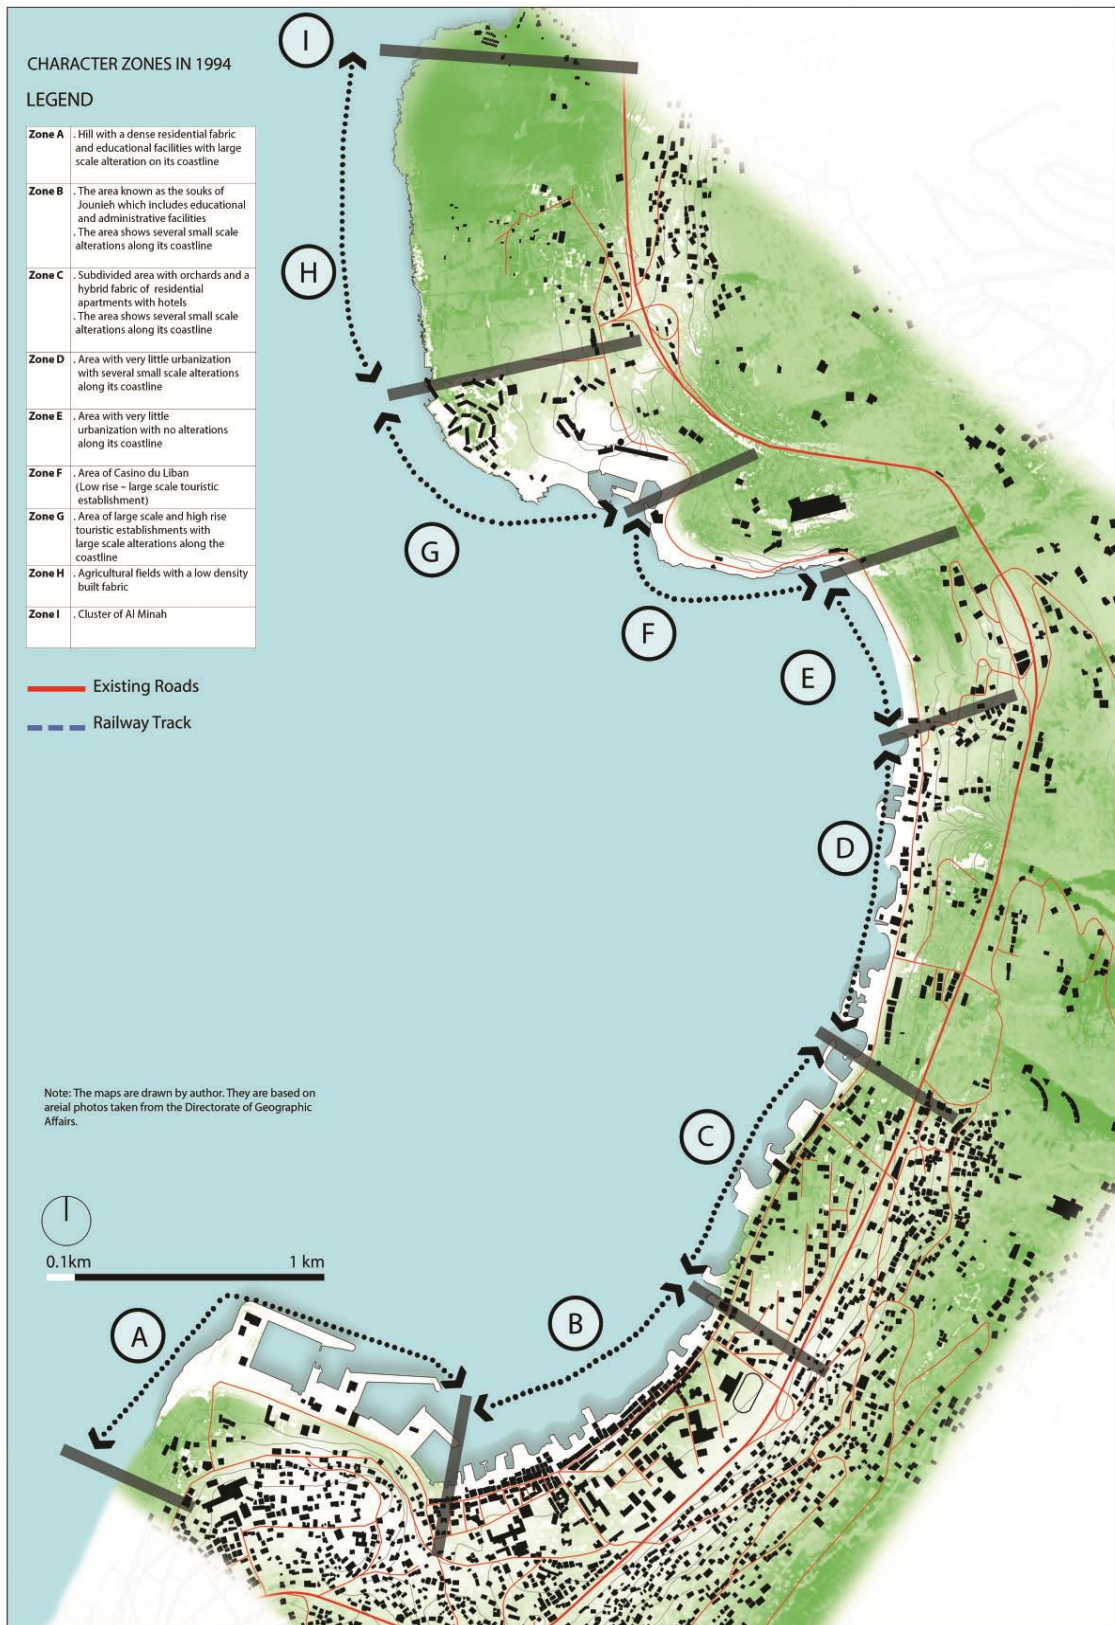 CHARACTER ZONES IN 1994
LEGEND
Zone A . Hill with a dense residential fabric
and educational facilities with large
scale alteration on its coastline
Zone B . The area known as the souks of
Jounieh which includes educational
and administrative facilities
. The area shows several small scale
alterations along its coastline
Zone C . Subdivided area with orchards and a
hybrid fabric of residential
apartments with hotels
. The area shows several small scale
alterations along its coastline
Zone D . Area with very little urbanization
with several small scale alterations
along its coastline
Zone E . Area with very little
urbanization with no alterations
along its coastline
Zone F . Area of Casino du Liban
(Low rise – large scale touristic
establishment)
Zone G . Area of large scale and high rise
touristic establishments with
large scale alterations along the
coastline
Zone H . Agricultural fields with a low density
built fabric
Zone I . Cluster of Al Minah
Existing Roads
Railway Track
I
H
G
F
E
D
C
B
A
Note: The maps are drawn by author. They are based on
areial photos taken from the Directorate of Geographic
Affairs.
0.1km 1 km